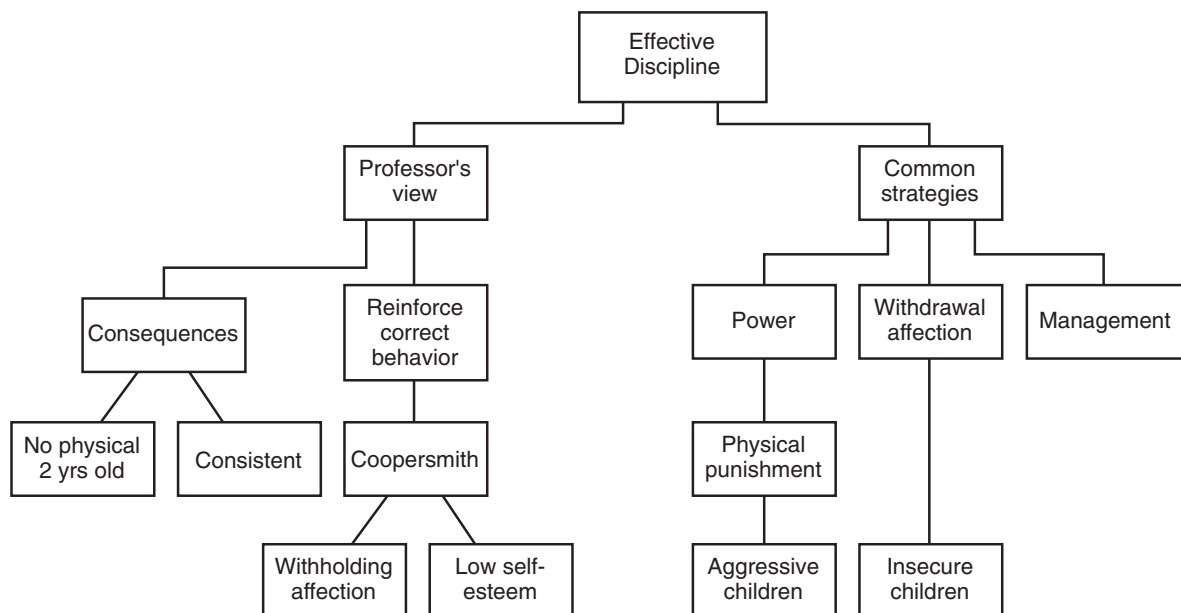 Effective
Discipline
Professor's
view
Common
strategies
Consequences
Reinforce
correct
behavior
Power
Withdrawal
affection
Management
No physical
2 yrs old
Consistent
Coopersmith
Physical
punishment
Withholding
affection
Low self-
esteem
Aggressive
children
Insecure
children